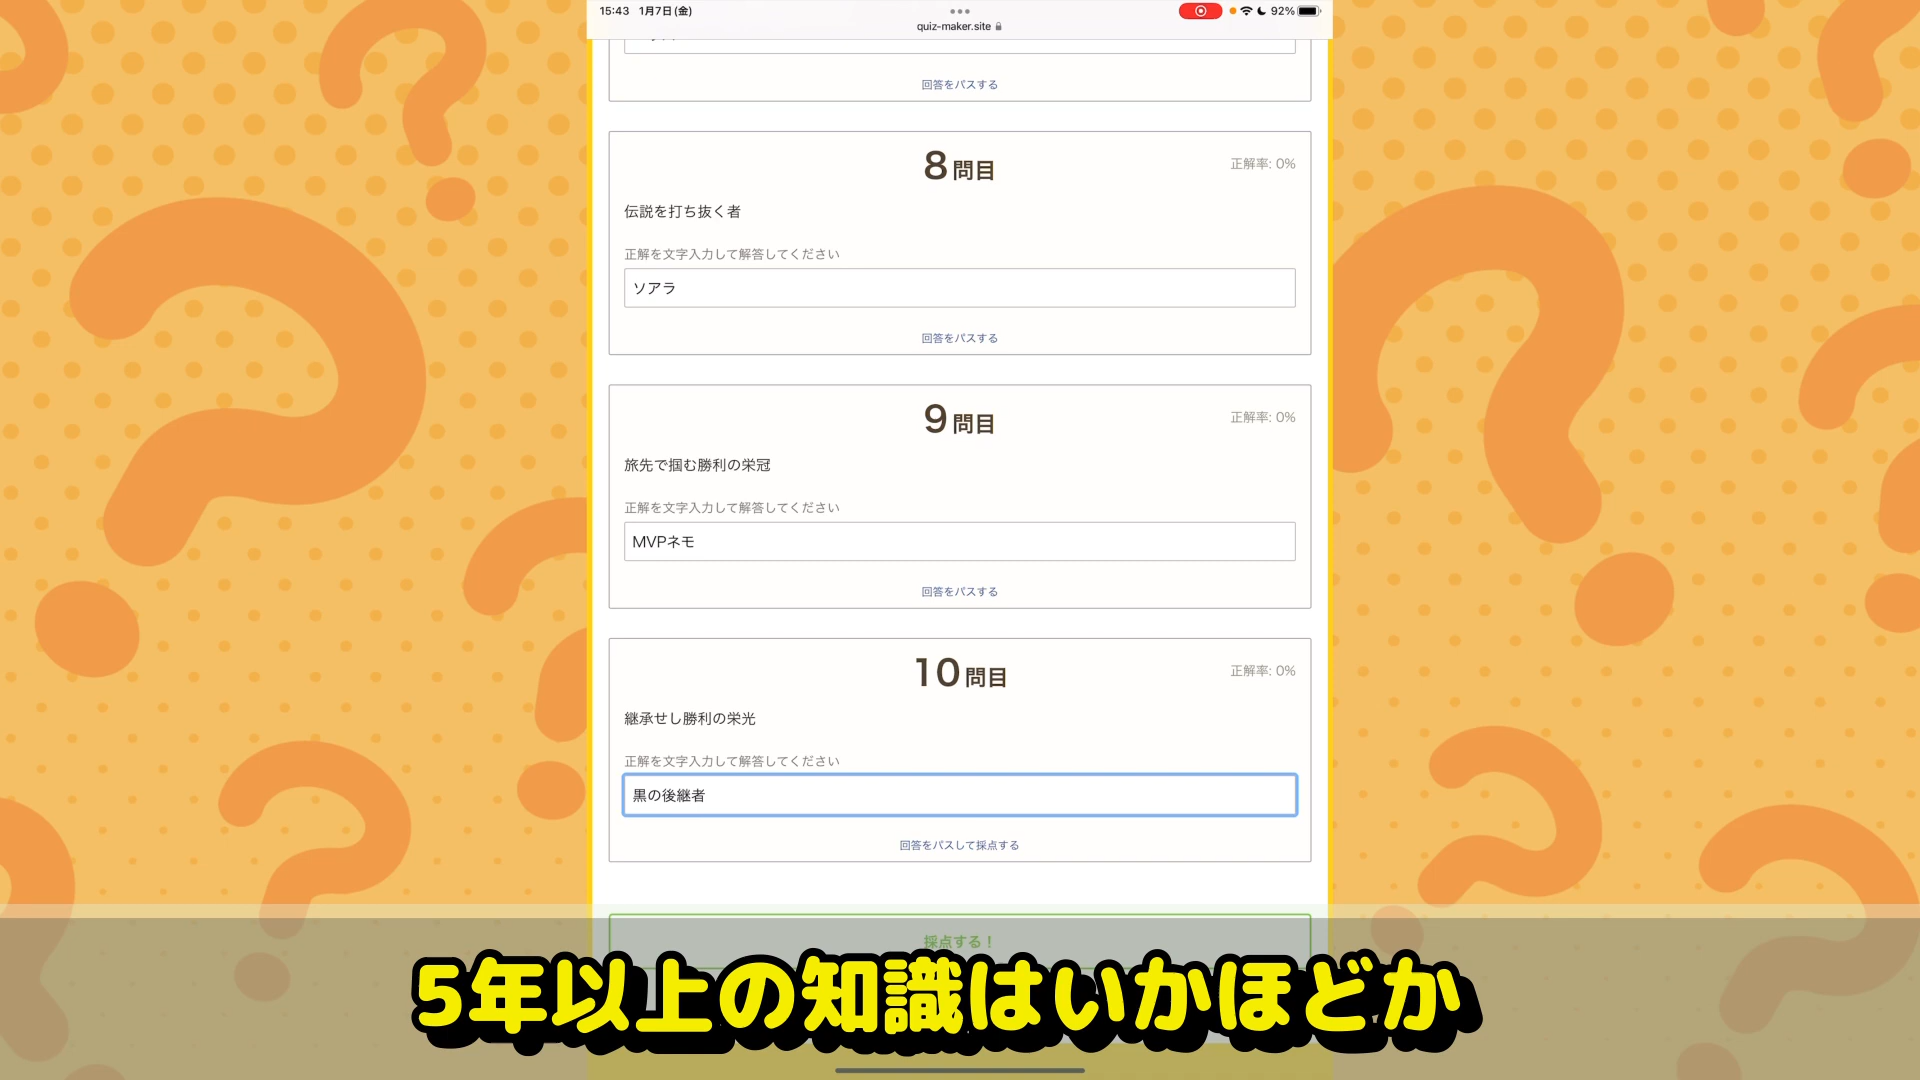 15:43 1月7日(金)
92%
quiz-maker.site
回答をパスする
8問目
正解率: 0%
伝説を打ち抜く者
正解を文字入力して解答してください
ソアラ
回答をパスする
9問目
正解率: 0%
旅先で掴む勝利の栄冠
正解を文字入力して解答してください
MVPネモ
回答をパスする
10問目
正解率: 0%
継承せし勝利の栄光
正解を文字入力して解答してください
黒の後継者
回答をパスして採点する
採点する！
5年以上の知識はいかほどか